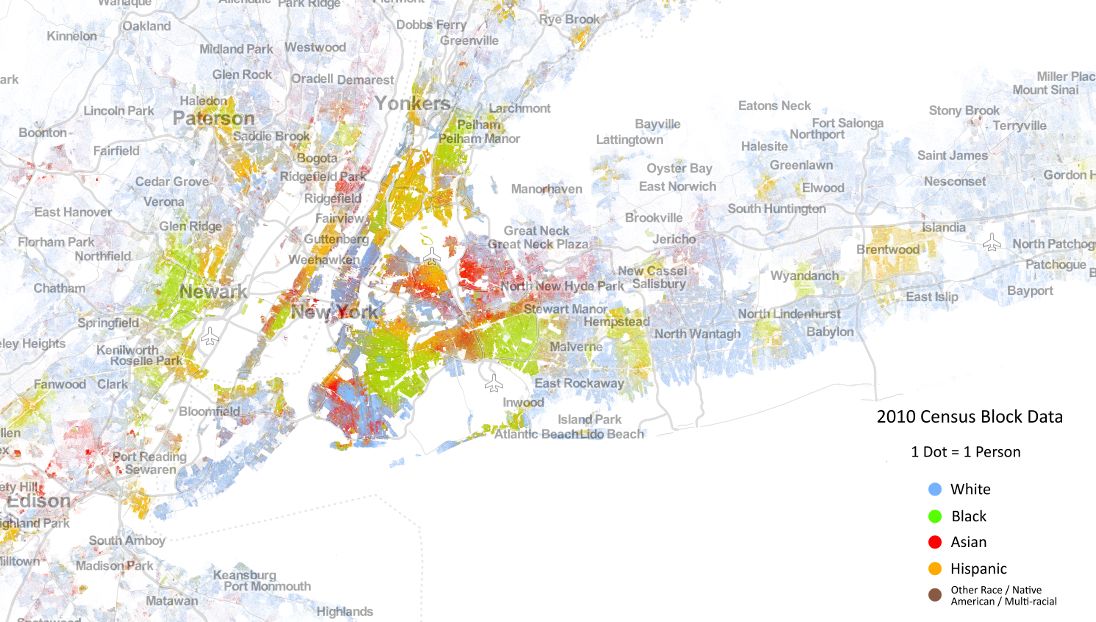 Wanaque
Allendale
Park Ridge
Piermont
Oakland
Dobbs Ferry
Rye Brook
Kinnelon
Greenville
Midland Park
Westwood
Glen Rock
Oradell
Demarest
ark
Miller Plac
Mount Sinai
Haledon
Yonkers
Lincoln Park
Paterson
Larchmont
Eatons Neck
Stony Brook
Boonton
Saddle Brook
Pelham
Pelham Manor
Bayville
Lattingtown
Fort Salonga
Northport
Terryville
Fairfield
Bogota
Halesite
Saint James
Ridgefield Park
Greenlawn
Oyster Bay
Gordon H
Cedar Grove
Verona
Ridgefield
Manorhaven
East Norwich
Elwood
Nesconset
East Hanover
Fairview
Brookville
South Huntington
Glen Ridge
Great Neck
Islandia
Florham Park
Northfield
Guttenberg
Great Neck Plaza
Jericho
Brentwood
North Patchog
Weehawken
New Cassel
Salisbury
Wyandanch
Patchogue
Chatham
Newark
North New Hyde Park
East Islip
Bayport
New York
Stewart Manor
Springfield
Hempstead
North Lindenhurst
Babylon
ley Heights
Kenilworth
Roselle Park
Malverne
North Wantagh
Fanwood
Clark
East Rockaway
Bloomfield
Inwood
Island Park
Atlantic Beach
Lido Beach
llen
ex
Port Reading
Sewaren
ety Hill
Edison
ighland Park
South Amboy
illtown
Madison Park
Keansburg
Port Monmouth
Matawan
Highlands
2010 Census Block Data
1 Dot = 1 Person
White
Black
Asian
Hispanic
Other Race / Native
American / Multi-racial